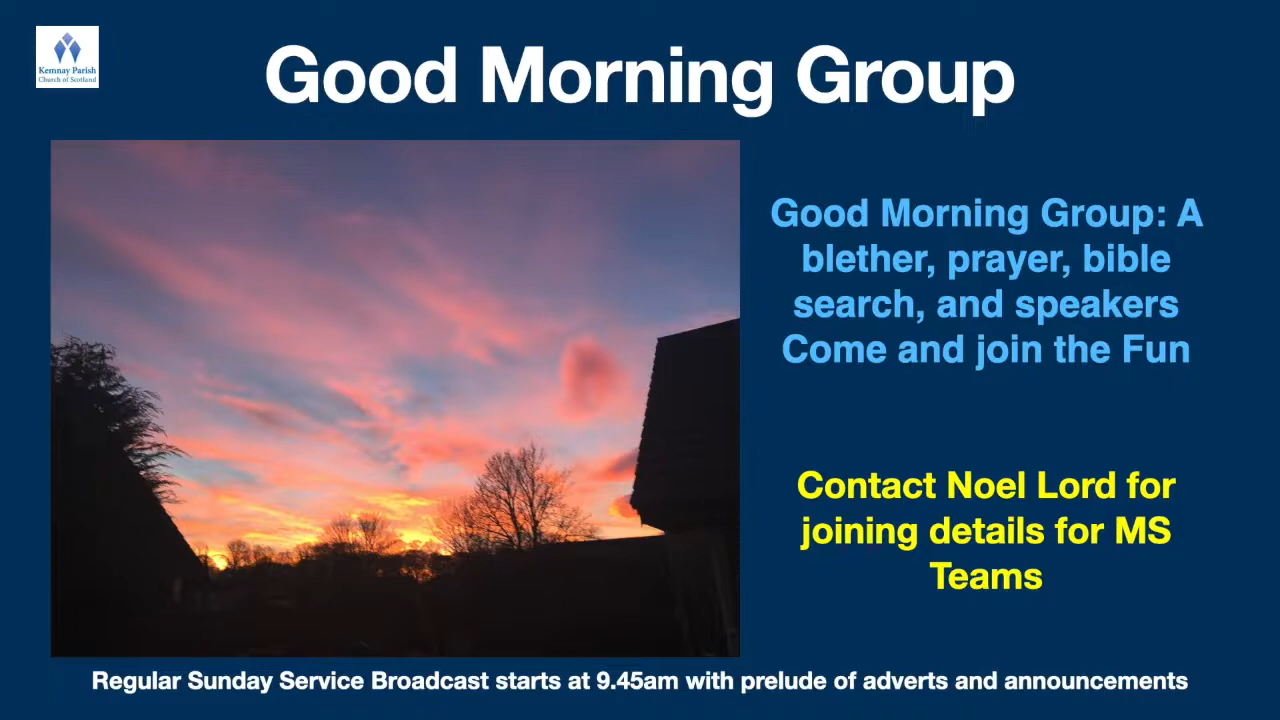 Kemnay Parish
Church of Scotland
Good Morning Group
Good Morning Group: A
blether, prayer, bible
search, and speakers
Come and join the Fun
Contact Noel Lord for
joining details for MS
Teams
Regular Sunday Service Broadcast starts at 9.45am with prelude of adverts and announcements